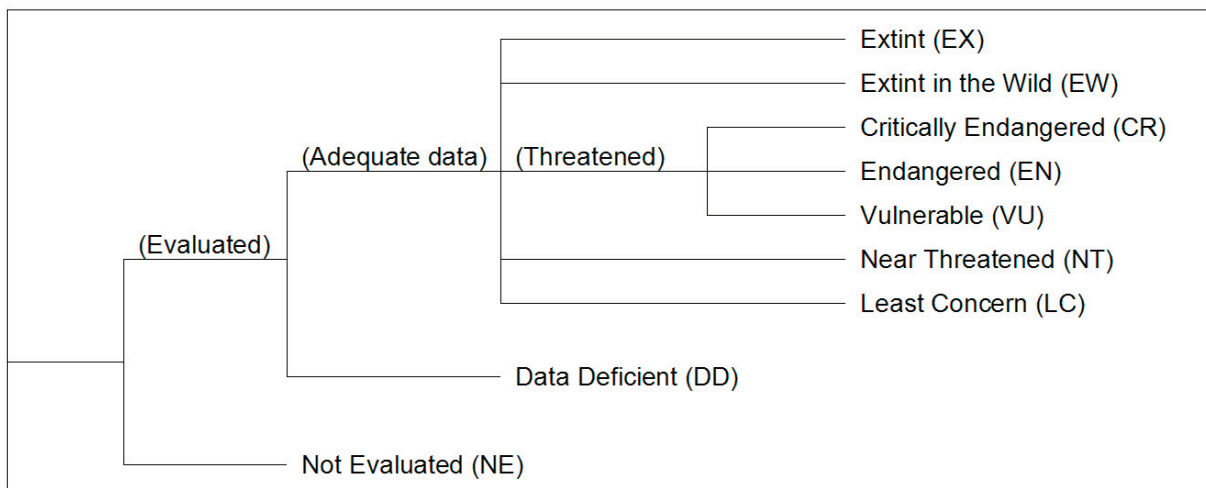 Extint (EX)
Extint in the Wild (EW)
Critically Endangered (CR)
(Adequate data) (Threatened)
Endangered (EN)
Vulnerable (VU)
(Evaluated)
Near Threatened (NT)
Least Concern (LC)
Data Deficient (DD)
Not Evaluated (NE)